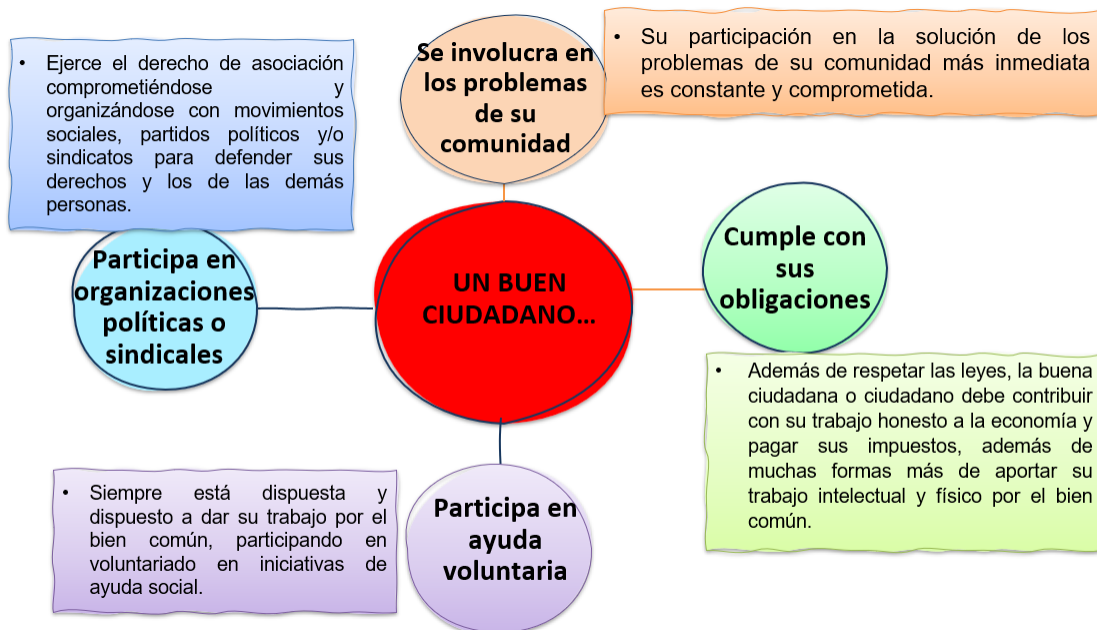 UN BUEN
CIUDADANO...
Se involucra en
los problemas
de su
comunidad
• Su participación en la solución de los
problemas de su comunidad más inmediata
es constante y comprometida.
Cumple con
sus
obligaciones
• Además de respetar las leyes, la buena
ciudadana o ciudadano debe contribuir
con su trabajo honesto a la economía y
pagar sus impuestos, además de
muchas formas más de aportar su
trabajo intelectual y físico por el bien
común.
Participa en
ayuda
voluntaria
• Siempre está dispuesta y
dispuesto a dar su trabajo por el
bien común, participando en
voluntariado en iniciativas de
ayuda social.
Participa en
organizaciones
políticas o
sindicales
• Ejerce el derecho de asociación
comprometiéndose y
organizándose con movimientos
sociales, partidos políticos y/o
sindicatos para defender sus
derechos y los de las demás
personas.